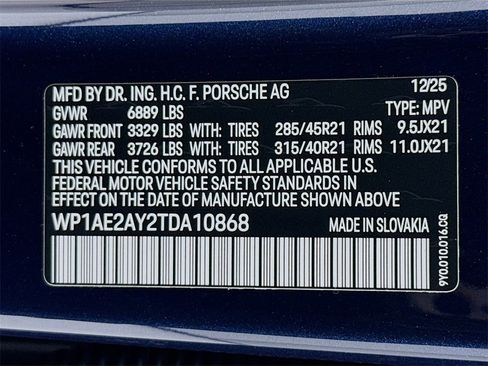 MFD BY DR. ING. H.C. F. PORSCHE AG 12/25
GVWR 6889 LBS TYPE: MPV
GAWR FRONT 3329 LBS WITH: TIRES 285/45R21 RIMS 9.5JX21
GAWR REAR 3726 LBS WITH: TIRES 315/40R21 RIMS 11.0JX21
THIS VEHICLE CONFORMS TO ALL APPLICABLE U.S.
FEDERAL MOTOR VEHICLE SAFETY STANDARDS IN
EFFECT ON THE DATE OF MANUFACTURE SHOWN ABOVE.
WP1AE2AY2TDA10868 MADE IN SLOVAKIA
9Y0.010.016.CQ